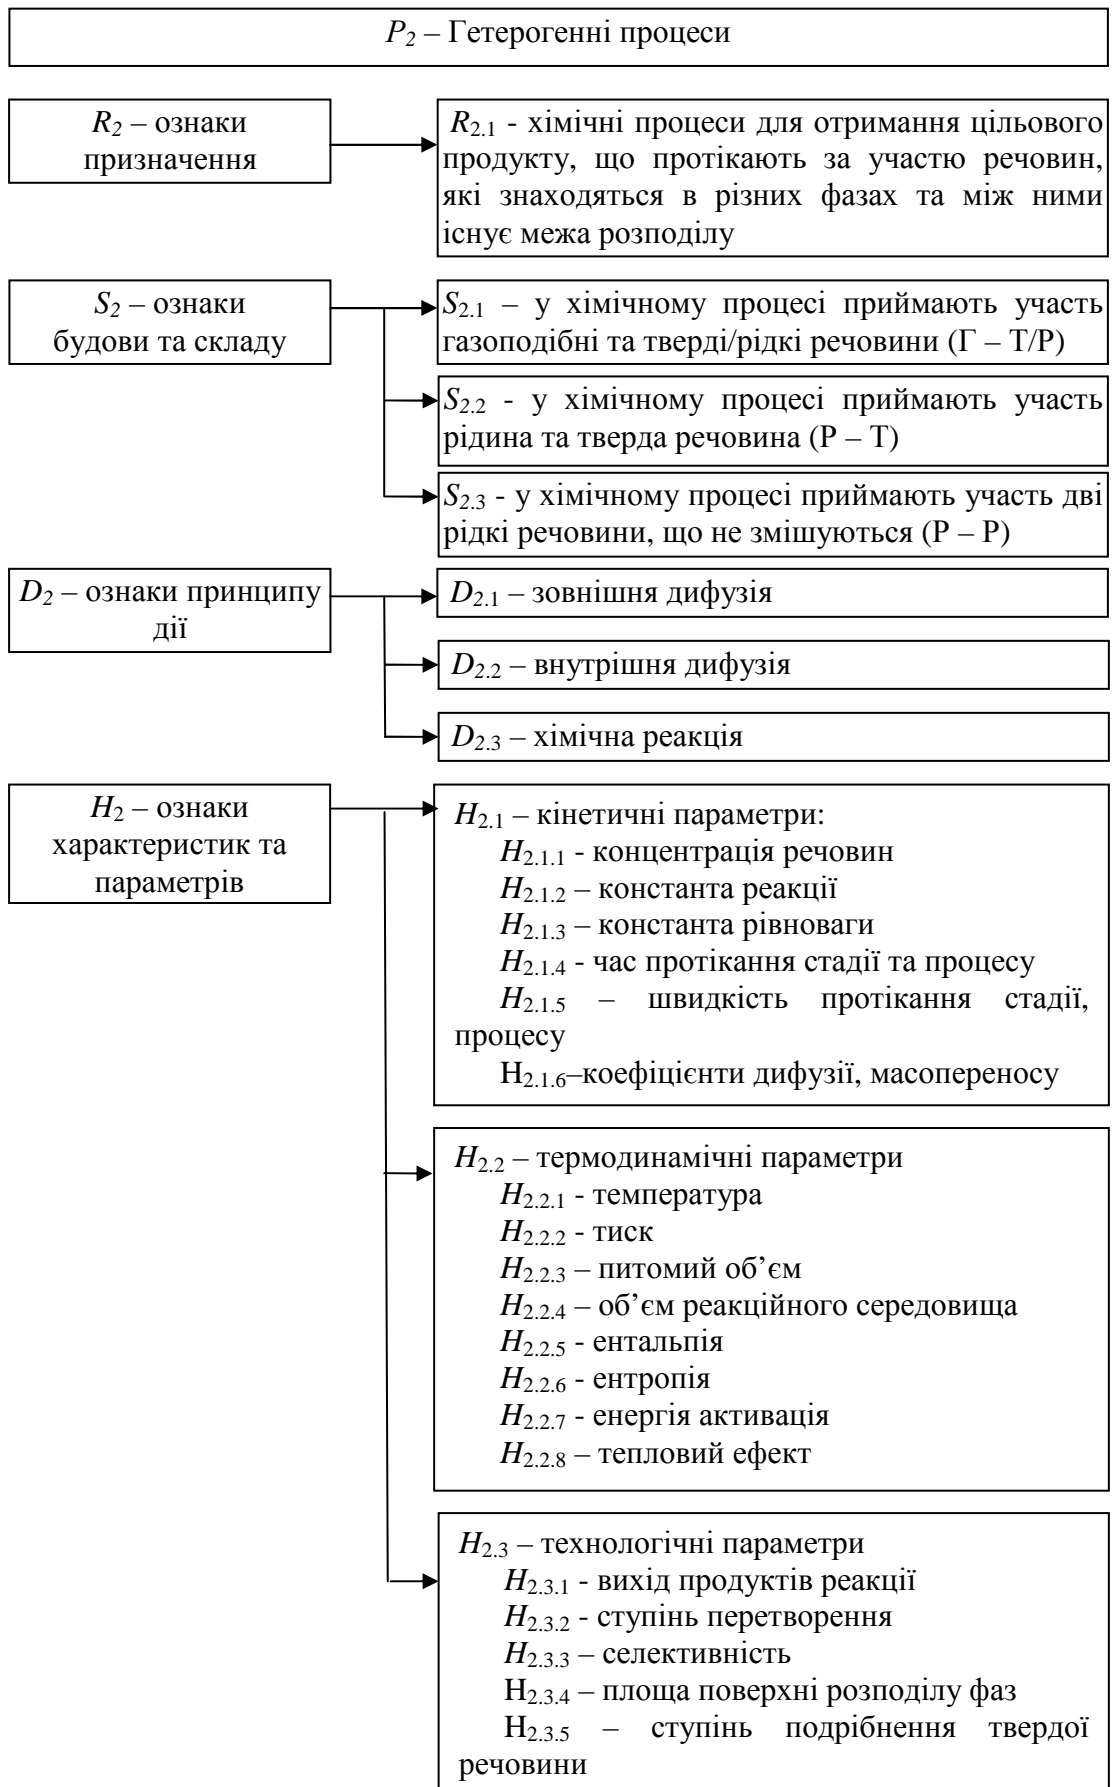 P₂ – Гетерогенні процеси
R₂ – ознаки
призначення
R₂.₁ - хімічні процеси для отримання цільового
продукту, що протікають за участю речовин,
які знаходяться в різних фазах та між ними
існує межа розподілу
S₂ – ознаки
будови та складу
S₂.₁ – у хімічному процесі приймають участь
газоподібні та тверді/рідкі речовини (Г – Т/Р)
S₂.₂ - у хімічному процесі приймають участь
рідина та тверда речовина (Р – Т)
S₂.₃ - у хімічному процесі приймають участь дві
рідкі речовини, що не змішуються (Р – Р)
D₂ – ознаки принципу
дії
D₂.₁ – зовнішня дифузія
D₂.₂ – внутрішня дифузія
D₂.₃ – хімічна реакція
H₂ – ознаки
характеристик та
параметрів
H₂.₁ – кінетичні параметри:
H₂.₁.₁ - концентрація речовин
H₂.₁.₂ – константа реакції
H₂.₁.₃ – константа рівноваги
H₂.₁.₄ - час протікання стадії та процесу
H₂.₁.₅ – швидкість протікання стадії,
процесу
H₂.₁.₆–коефіцієнти дифузії, масопереносу
H₂.₂ – термодинамічні параметри
H₂.₂.₁ - температура
H₂.₂.₂ - тиск
H₂.₂.₃ – питомий об’єм
H₂.₂.₄ – об’єм реакційного середовища
H₂.₂.₅ - ентальпія
H₂.₂.₆ - ентропія
H₂.₂.₇ - енергія активація
H₂.₂.₈ – тепловий ефект
H₂.₃ – технологічні параметри
H₂.₃.₁ - вихід продуктів реакції
H₂.₃.₂ - ступінь перетворення
H₂.₃.₃ – селективність
H₂.₃.₄ – площа поверхні розподілу фаз
H₂.₃.₅ – ступінь подрібнення твердої
речовини